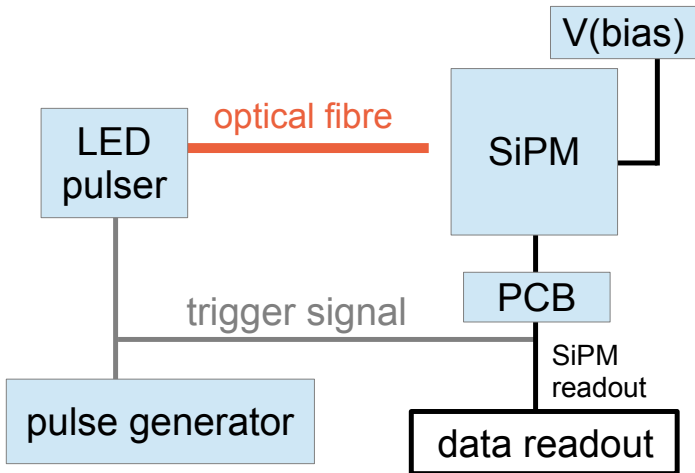 V(bias)
optical fibre
LED
pulser
SiPM
PCB
trigger signal
SiPM
readout
pulse generator
data readout